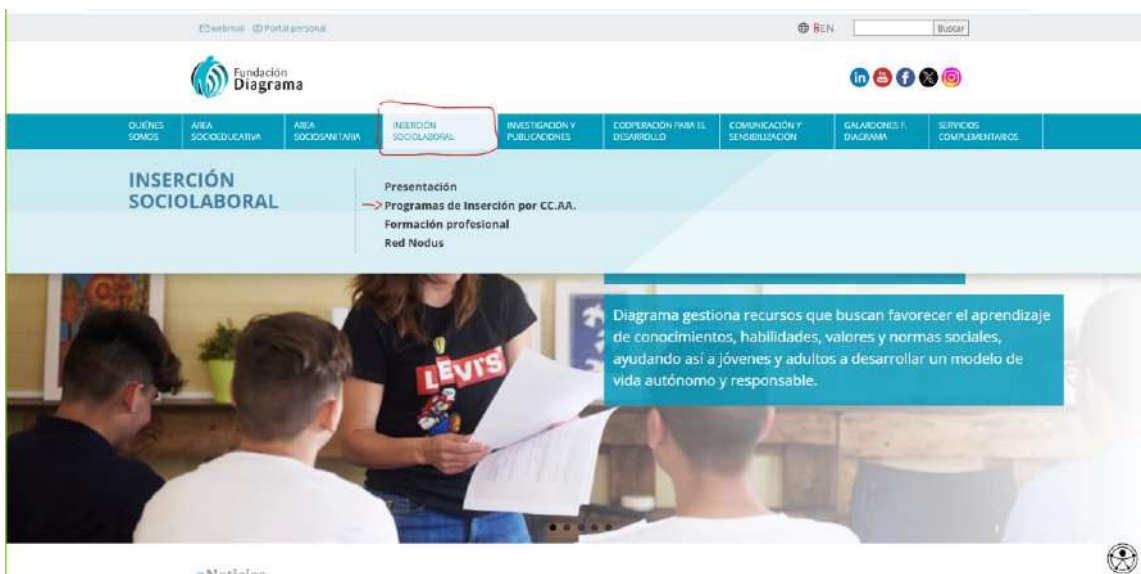 webmail Portal personal
EN Buscar
Fundación
Diagrama
QUIÉNES SOMOS
ÁREA SOCIOEDUCATIVA
ÁREA SOCIOSANITARIA
INSERCIÓN SOCIOLABORAL
INVESTIGACIÓN Y PUBLICACIONES
COOPERACIÓN PARA EL DESARROLLO
COMUNICACIÓN Y SENSIBILIZACIÓN
GALARDONES F. DIAGRAMA
SERVICIOS COMPLEMENTARIOS
INSERCIÓN
SOCIOLABORAL
Presentación
Programas de Inserción por CC.AA.
Formación profesional
Red Nodus
Diagrama gestiona recursos que buscan favorecer el aprendizaje
de conocimientos, habilidades, valores y normas sociales,
ayudando así a jóvenes y adultos a desarrollar un modelo de
vida autónomo y responsable.
LEVI'S
Noticias